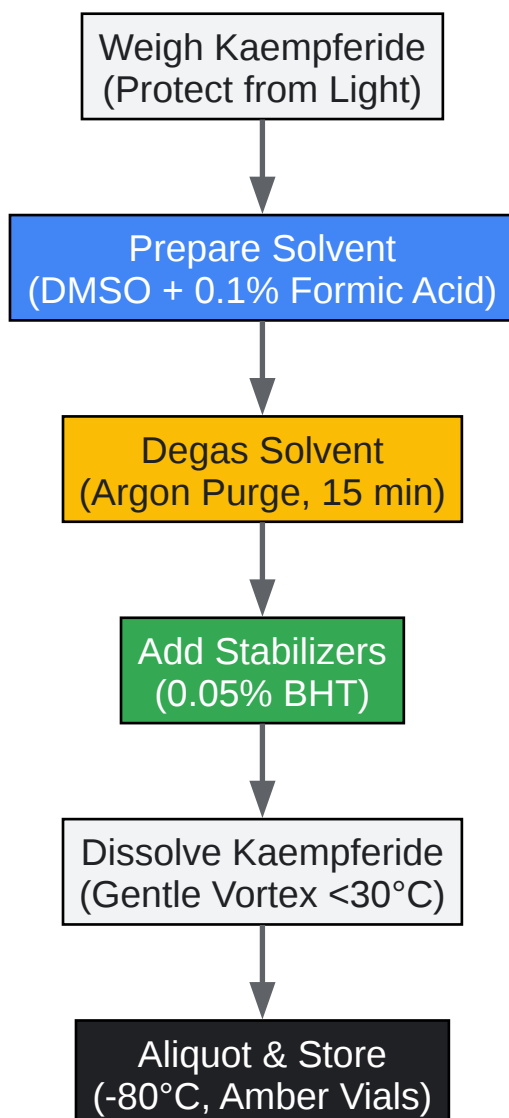 Weigh Kaempferide
(Protect from Light)
Prepare Solvent
(DMSO + 0.1% Formic Acid)
Degas Solvent
(Argon Purge, 15 min)
Add Stabilizers
(0.05% BHT)
Dissolve Kaempferide
(Gentle Vortex <30°C)
Aliquot & Store
(-80°C, Amber Vials)